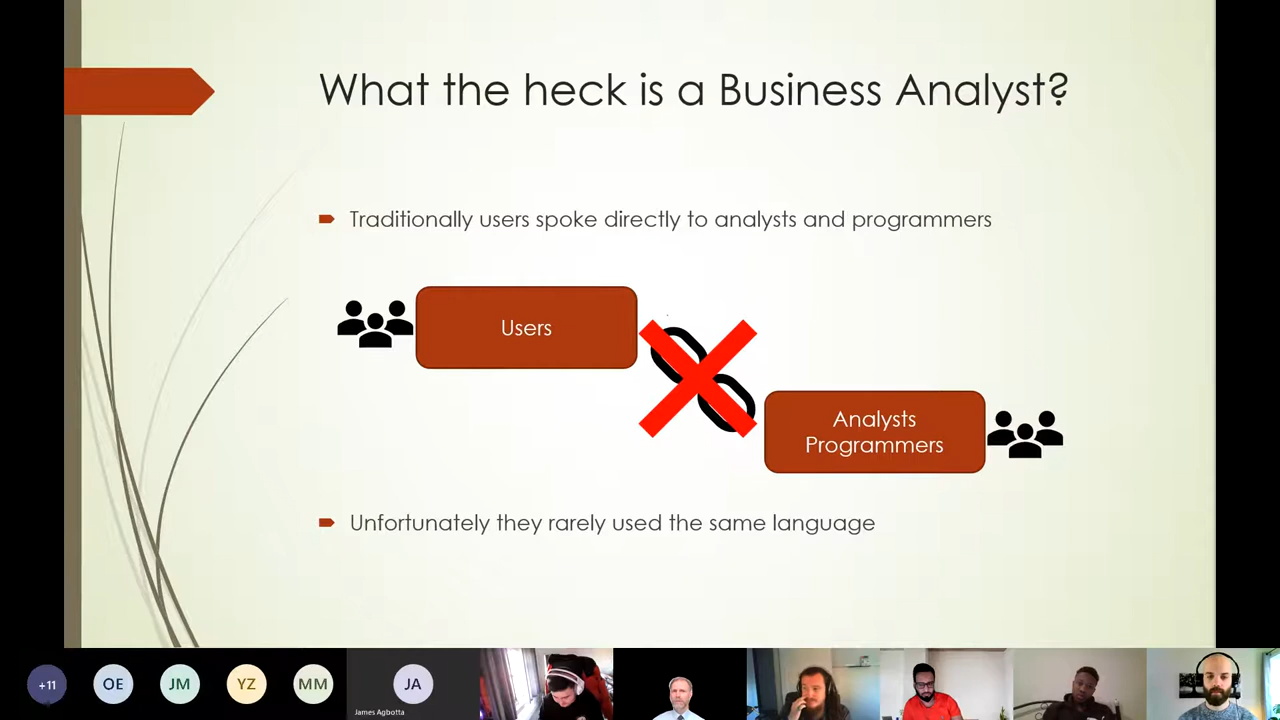 What the heck is a Business Analyst?
Traditionally users spoke directly to analysts and programmers
Users
Analysts
Programmers
Unfortunately they rarely used the same language
+11
OE
JM
YZ
MM
JA
James Agbotta